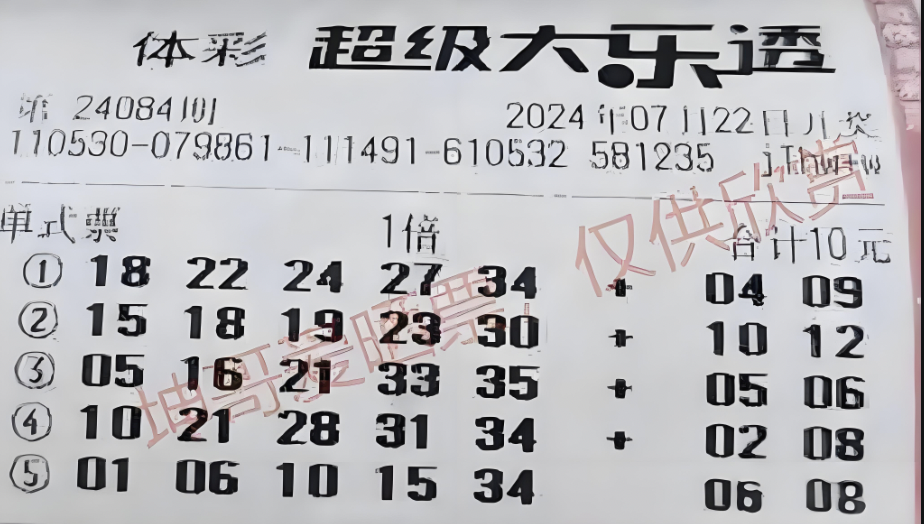 体彩 超级大乐透
第 24084期 2024年07月22日开奖
110530-079861-111491-610532 581235
单式票 1倍 合计10元
① 18 22 24 27 34 + 04 09
② 15 18 19 23 30 + 10 12
③ 05 16 21 33 35 + 05 06
④ 10 21 28 31 34 + 02 08
⑤ 01 06 10 15 34 06 08
坤哥爱晒票，仅供欣赏